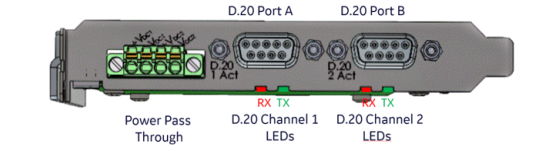 D.20 Port A
D.20 Port B
D.20
1 Act
D.20
2 Act
RX TX
RX TX
Power Pass
Through
D.20 Channel 1
LEDs
D.20 Channel 2
LEDs